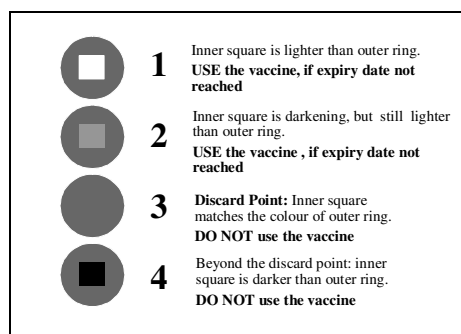 1
Inner square is lighter than outer ring.
USE the vaccine, if expiry date not
reached
2
Inner square is darkening, but still lighter
than outer ring.
USE the vaccine , if expiry date not
reached
3
Discard Point: Inner square
matches the colour of outer ring.
DO NOT use the vaccine
4
Beyond the discard point: inner
square is darker than outer ring.
DO NOT use the vaccine